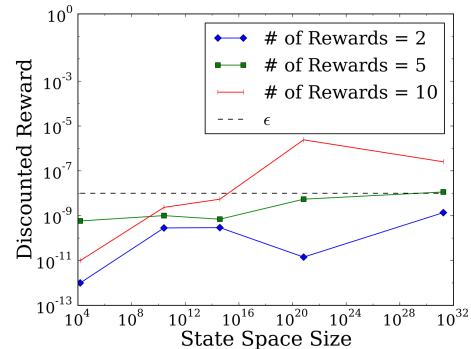 10^0
10^-3
10^-5
10^-7
10^-9
10^-11
10^-13
Discounted Reward
# of Rewards = 2
# of Rewards = 5
# of Rewards = 10
ϵ
10^4 10^8 10^12 10^16 10^20 10^24 10^28 10^32
State Space Size